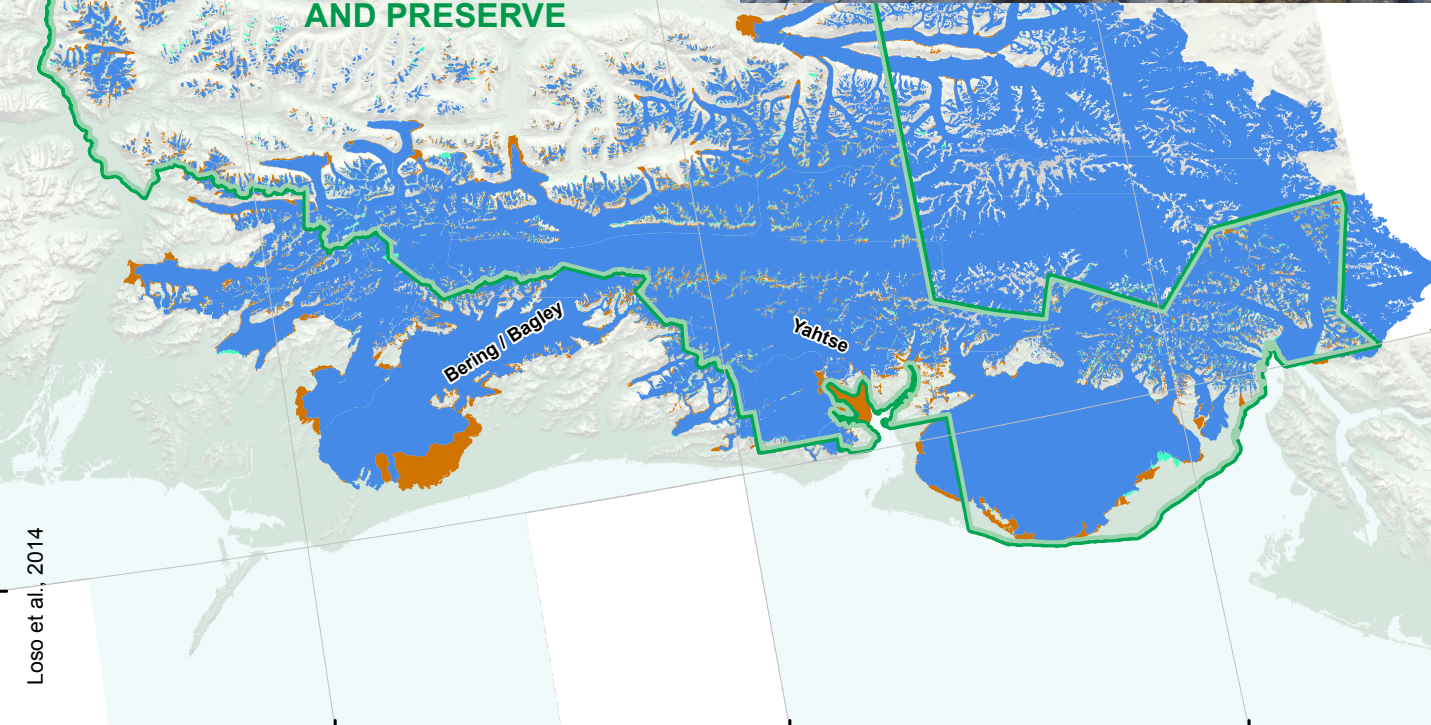 AND PRESERVE
Bering / Bagley
Yahtse
Loso et al., 2014